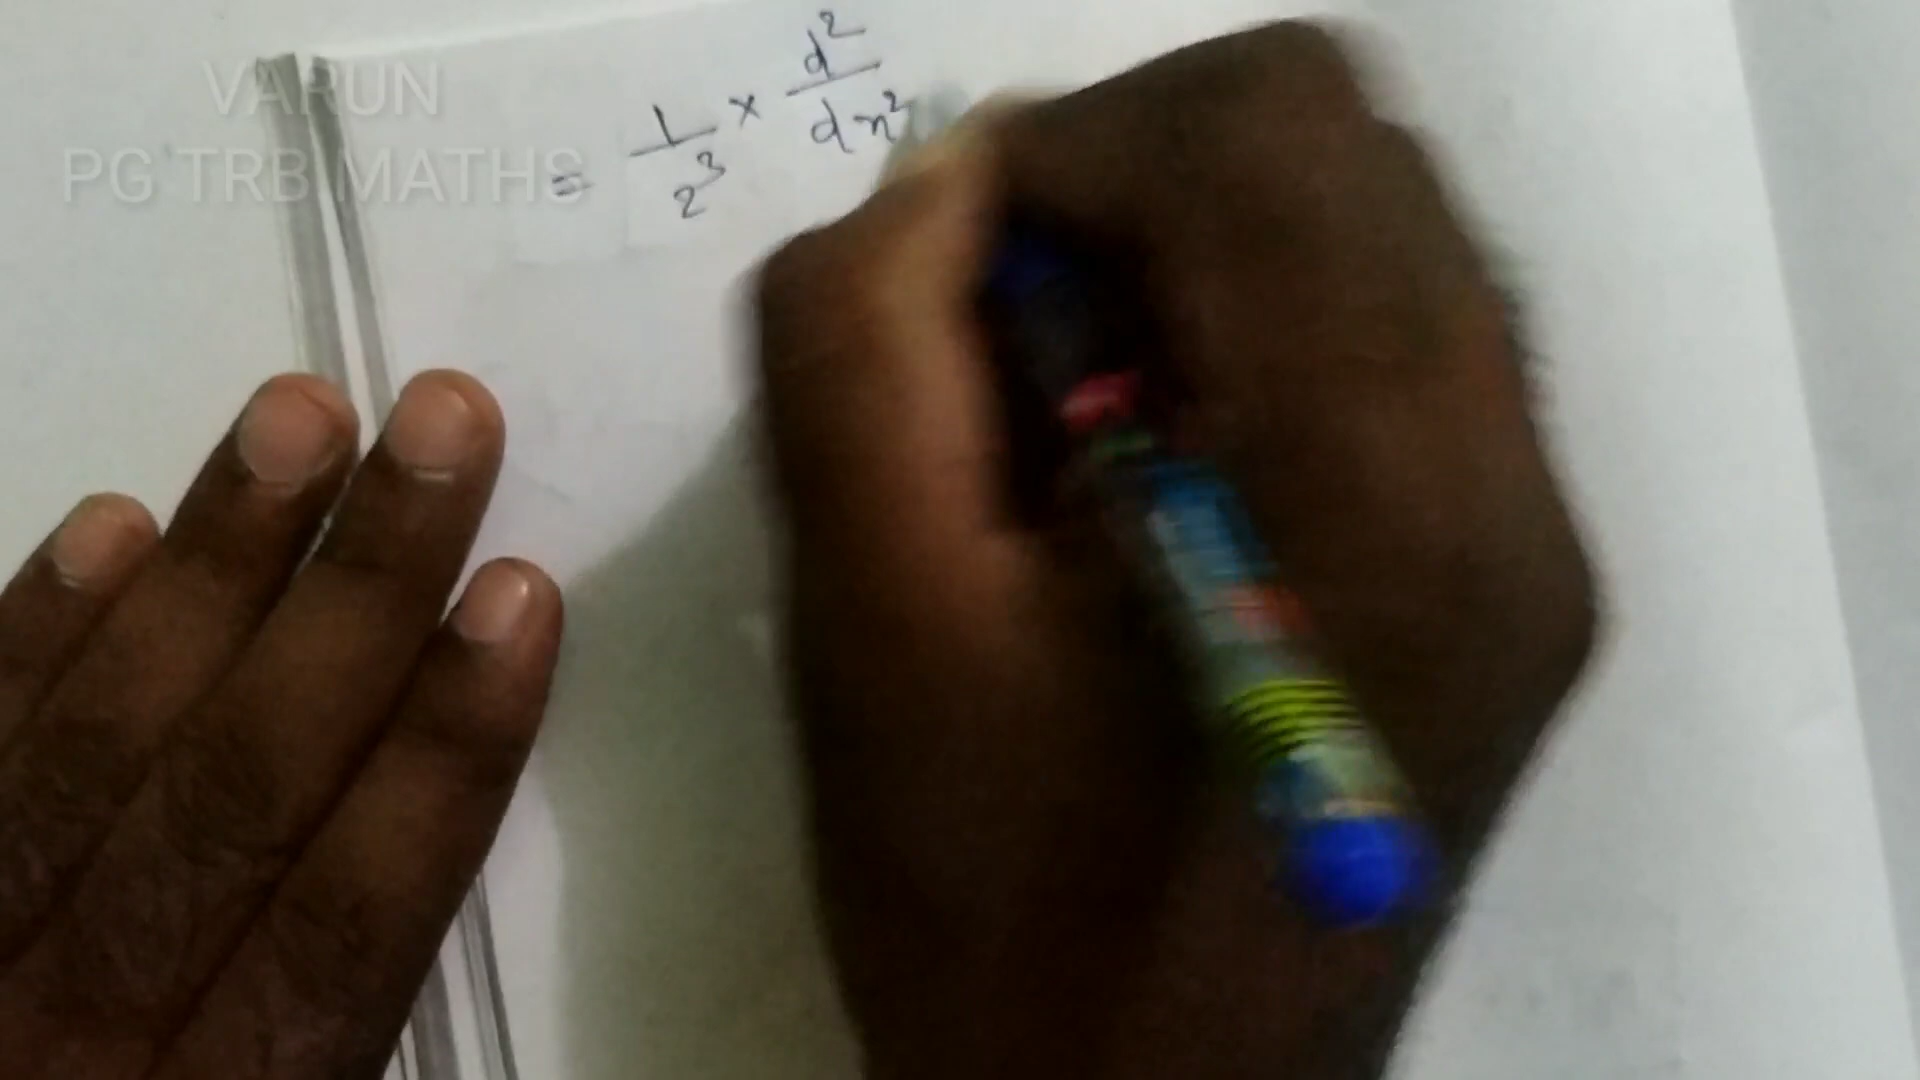 VARUN
PG TRB MATHS
= 1/2³ × d²/dx²